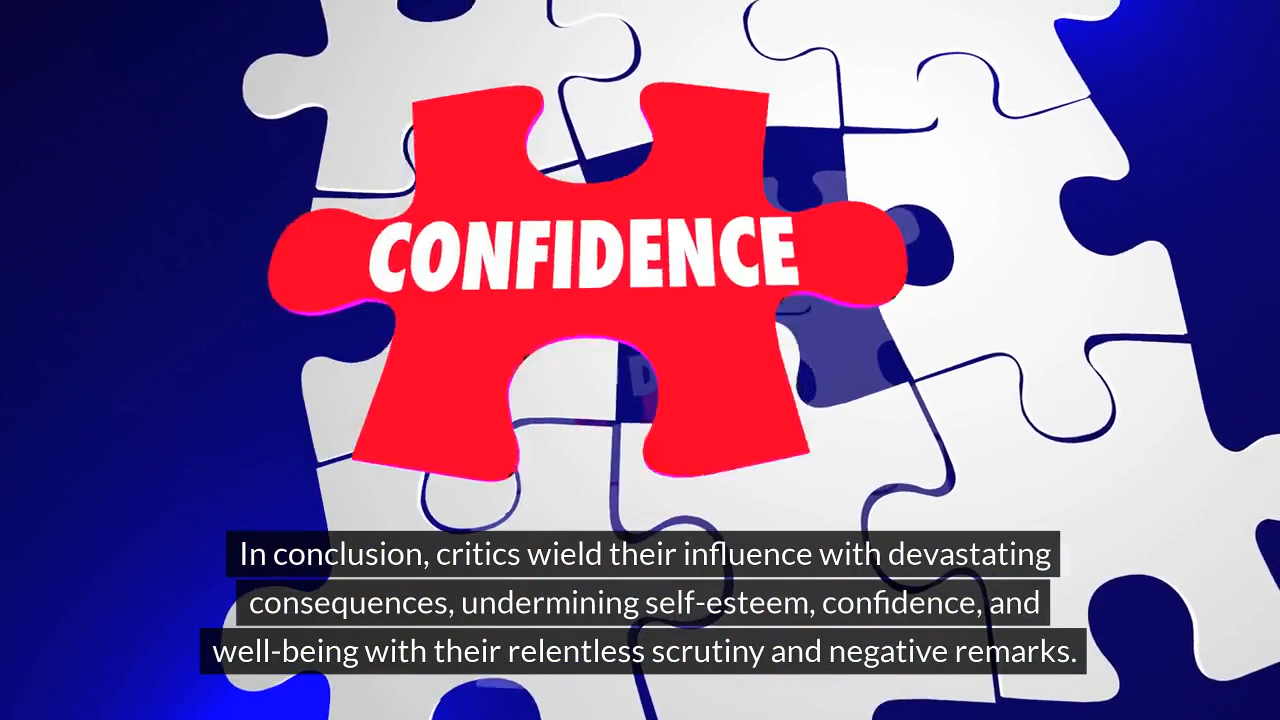 CONFIDENCE
In conclusion, critics wield their influence with devastating
consequences, undermining self-esteem, confidence, and
well-being with their relentless scrutiny and negative remarks.